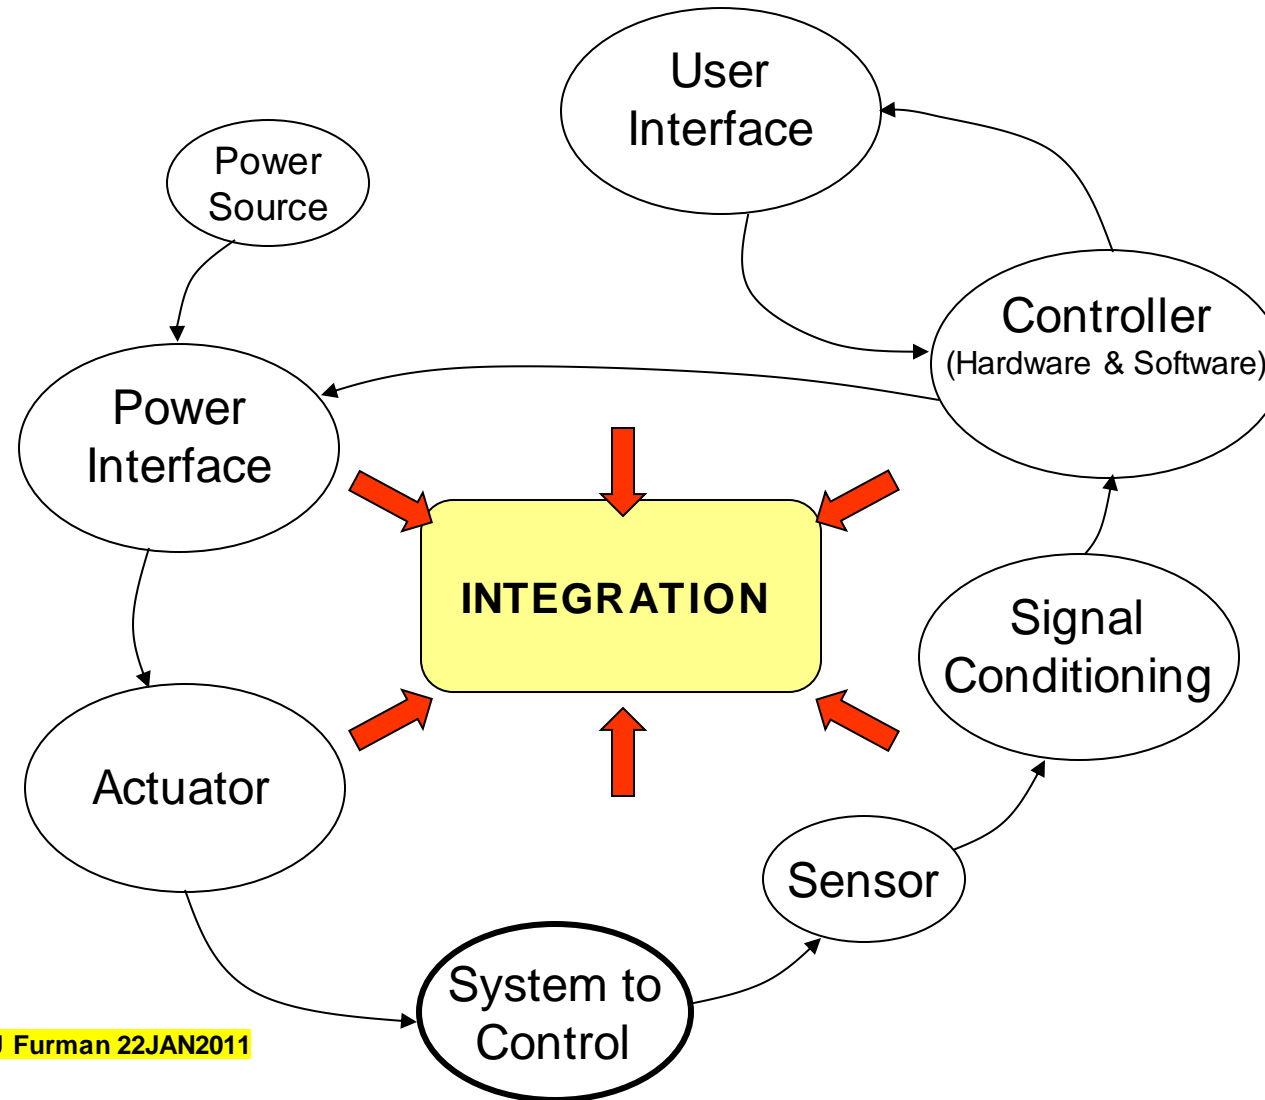 User
Interface
Power
Source
Controller
(Hardware & Software)
Power
Interface
INTEGRATION
Signal
Conditioning
Actuator
Sensor
System to
Control
Furman 22JAN2011